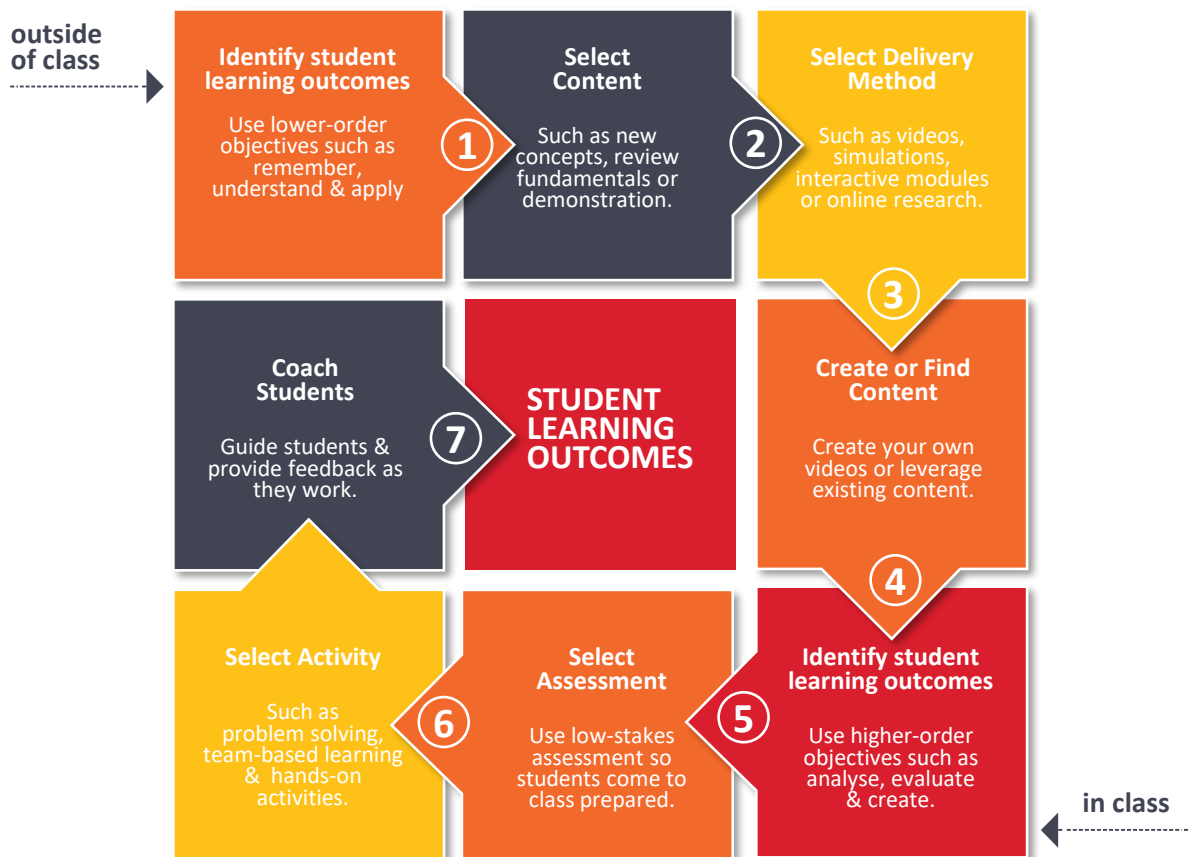 outside
of class
Identify student
learning outcomes
Use lower-order
objectives such as
remember,
understand & apply
1
Select
Content
Such as new
concepts, review
fundamentals or
demonstration.
2
Select Delivery
Method
Such as videos,
simulations,
interactive modules
or online research.
3
Create or Find
Content
Create your own
videos or leverage
existing content.
4
Identify student
learning outcomes
Use higher-order
objectives such as
analyse, evaluate
& create.
in class
5
Select
Assessment
Use low-stakes
assessment so
students come to
class prepared.
6
Select Activity
Such as
problem solving,
team-based learning
& hands-on
activities.
Coach
Students
Guide students &
provide feedback as
they work.
7
STUDENT
LEARNING
OUTCOMES